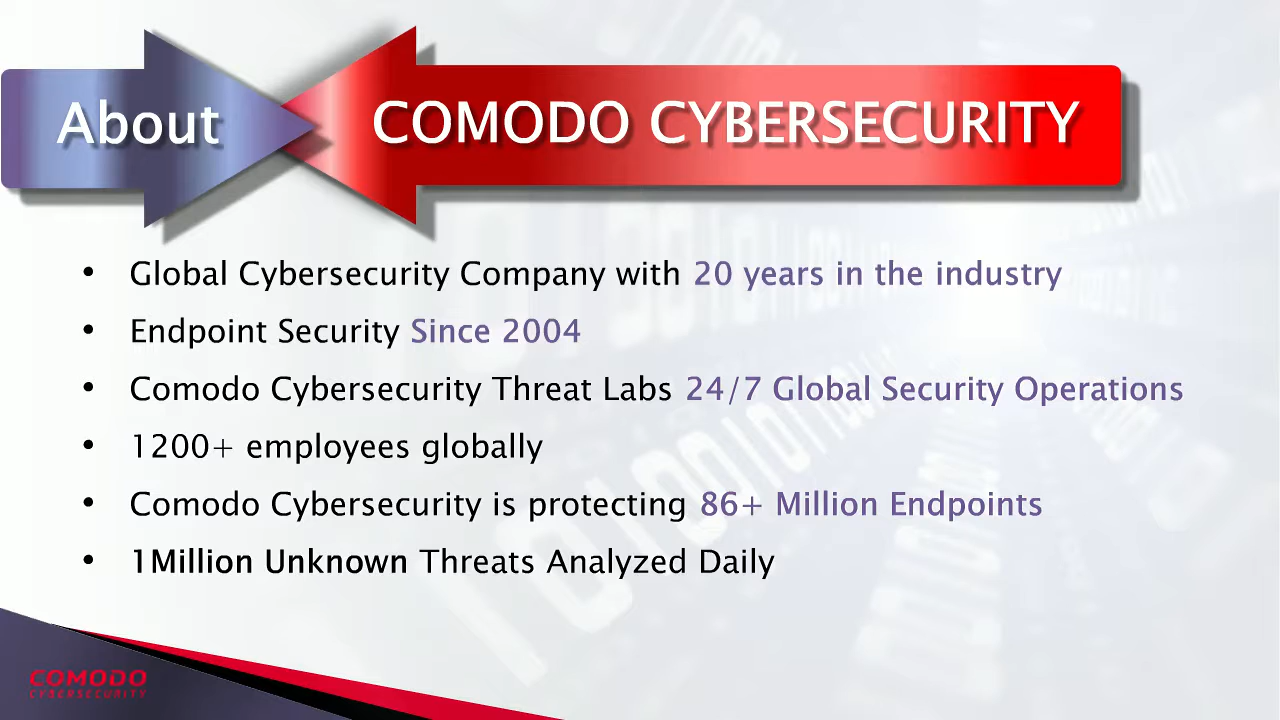 About COMODO CYBERSECURITY
• Global Cybersecurity Company with 20 years in the industry
• Endpoint Security Since 2004
• Comodo Cybersecurity Threat Labs 24/7 Global Security Operations
• 1200+ employees globally
• Comodo Cybersecurity is protecting 86+ Million Endpoints
• 1Million Unknown Threats Analyzed Daily
COMODO
CYBERSECURITY